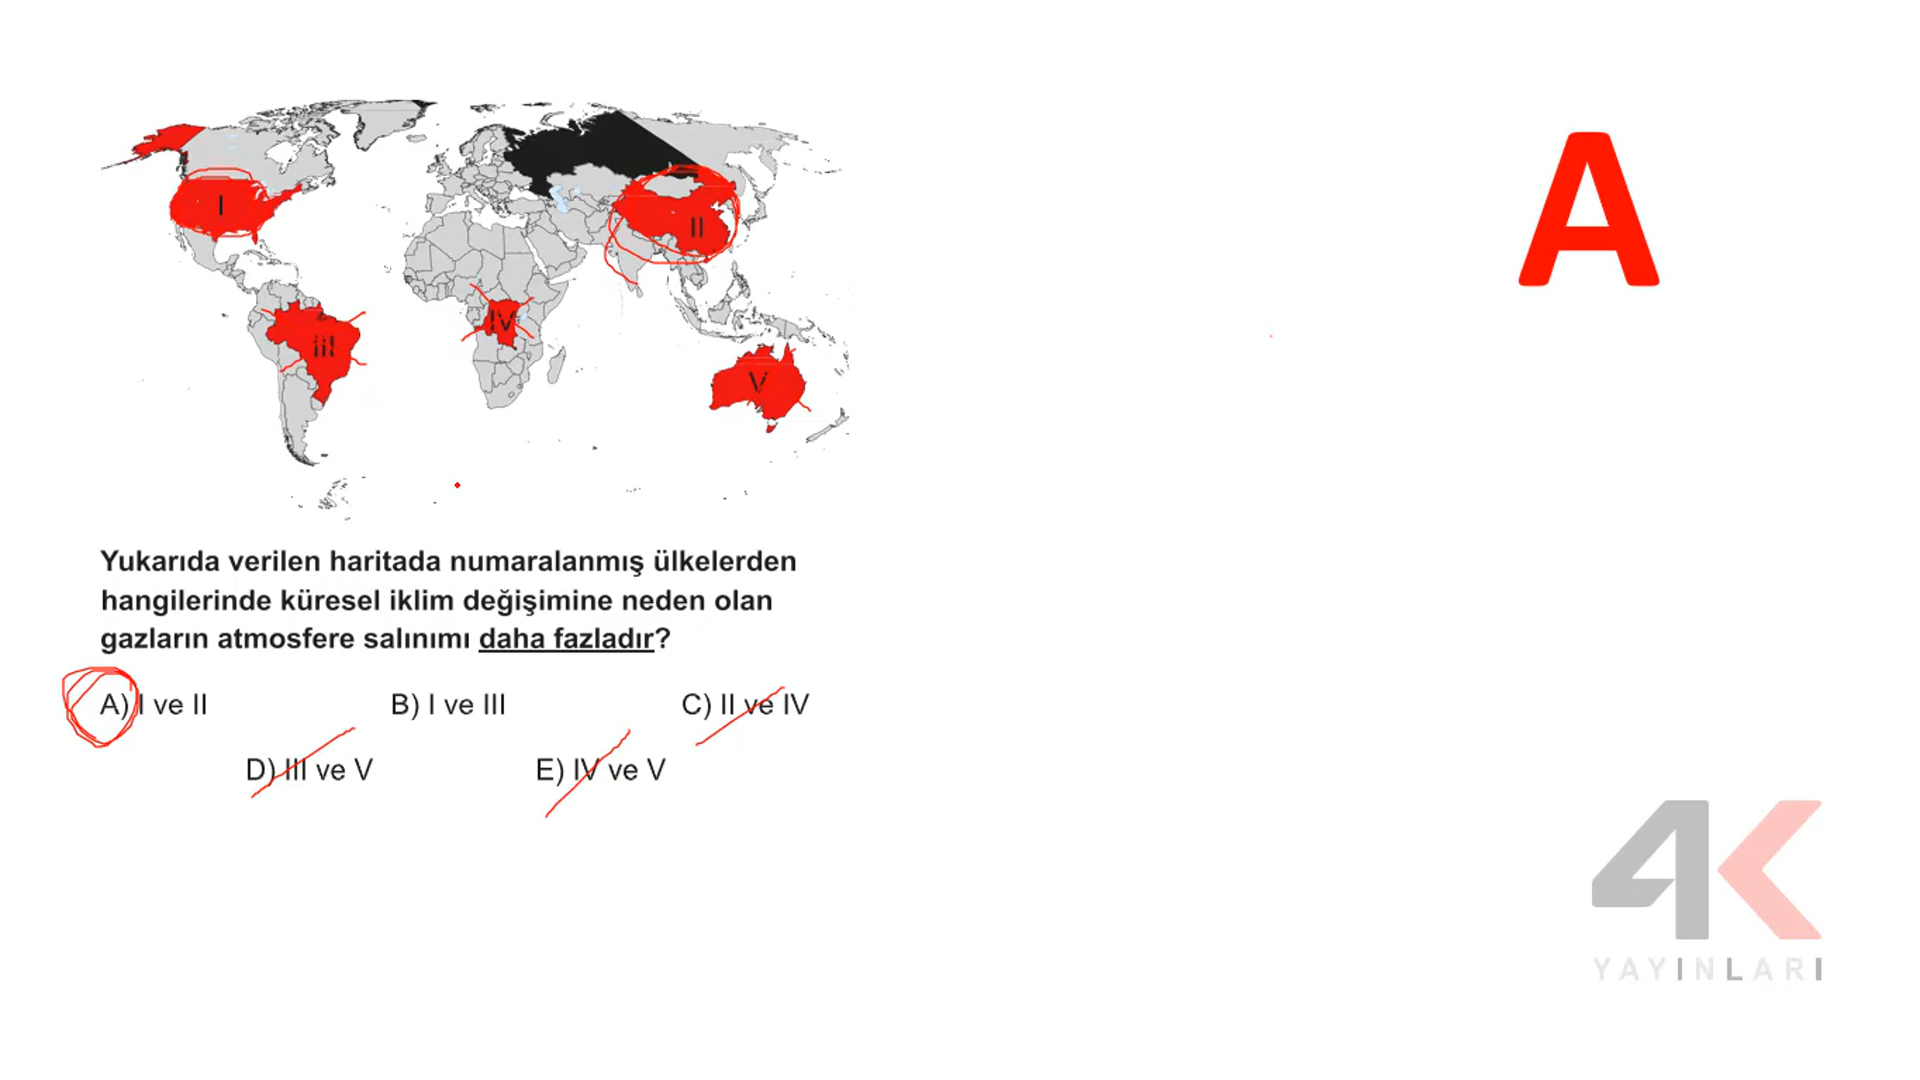 A
I
II
III
IV
V
Yukarıda verilen haritada numaralanmış ülkelerden
hangilerinde küresel iklim değişimine neden olan
gazların atmosfere salınımı daha fazladır?
A) I ve II
B) I ve III
C) II ve IV
D) III ve V
E) IV ve V
4K
YAYINLARI